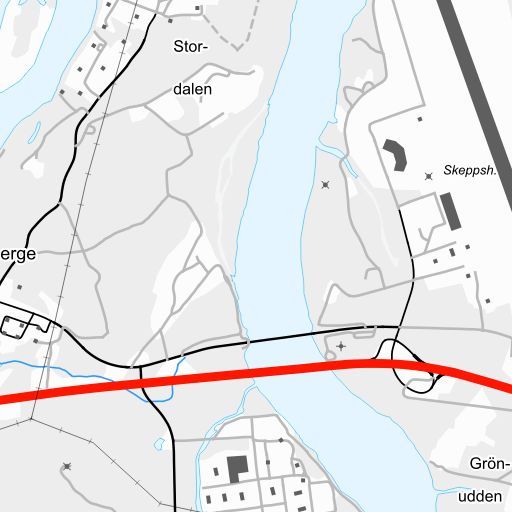 Stor-
dalen
Skeppsh.
erge
Grön-
udden